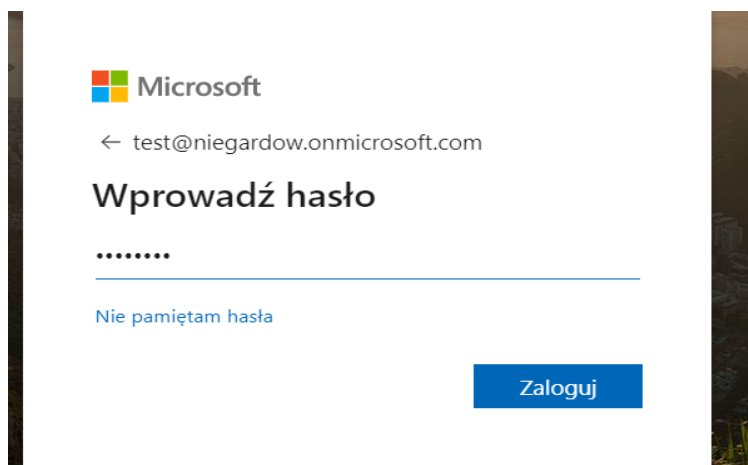 Microsoft
← test@niegardow.onmicrosoft.com
Wprowadź hasło
••••••••
Nie pamiętam hasła
Zaloguj